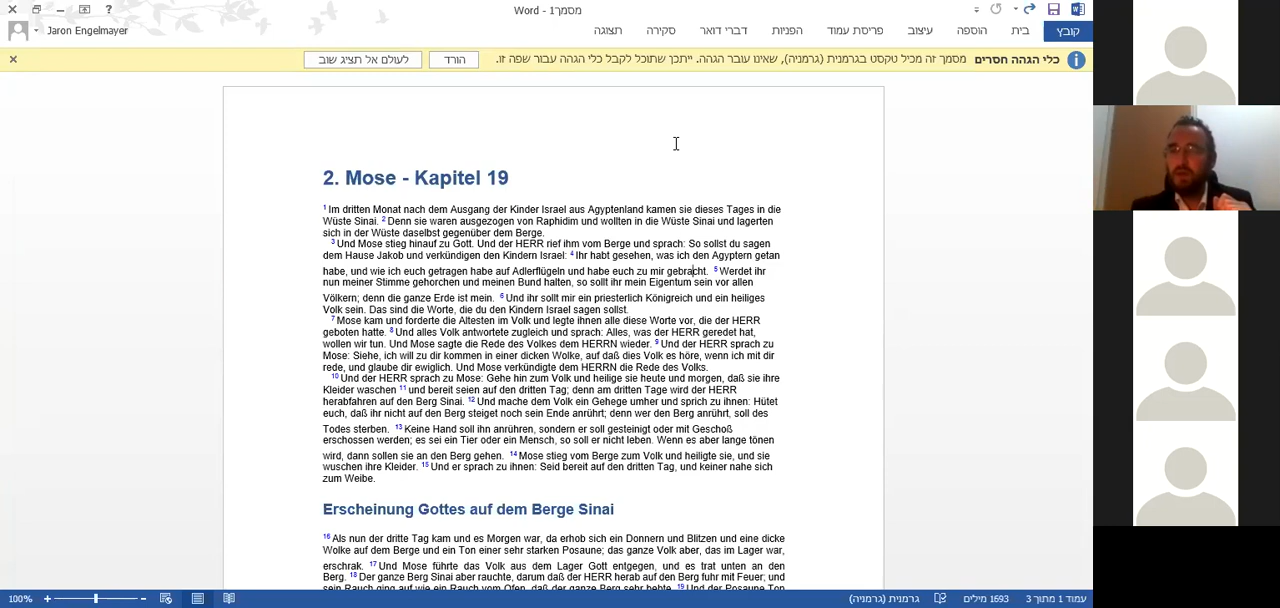 מסמך1 - Word
Jaron Engelmayer
קובץ
בית
הוספה
עיצוב
פריסת עמוד
הפניות
דברי דואר
סקירה
תצוגה
כלי הגהה חסרים מסמך זה מכיל טקסט בגרמנית (גרמניה), שאינו עובר הגהה. ייתכן שתוכל לקבל כלי הגהה עבור שפה זו.
הורד
לעולם אל תציג שוב
2. Mose - Kapitel 19
1 Im dritten Monat nach dem Ausgang der Kinder Israel aus Agyptenland kamen sie dieses Tages in die
Wüste Sinai. 2 Denn sie waren ausgezogen von Raphidim und wollten in die Wüste Sinai und lagerten
sich in der Wüste daselbst gegenüber dem Berge.
3 Und Mose stieg hinauf zu Gott. Und der HERR rief ihm vom Berge und sprach: So sollst du sagen
dem Hause Jakob und verkündigen den Kindern Israel: 4 Ihr habt gesehen, was ich den Agyptern getan
habe, und wie ich euch getragen habe auf Adlerflügeln und habe euch zu mir gebracht. 5 Werdet ihr
nun meiner Stimme gehorchen und meinen Bund halten, so sollt ihr mein Eigentum sein vor allen
Völkern; denn die ganze Erde ist mein. 6 Und ihr sollt mir ein priesterlich Königreich und ein heiliges
Volk sein. Das sind die Worte, die du den Kindern Israel sagen sollst.
7 Mose kam und forderte die Altesten im Volk und legte ihnen alle diese Worte vor, die der HERR
geboten hatte. 8 Und alles Volk antwortete zugleich und sprach: Alles, was der HERR geredet hat,
wollen wir tun. Und Mose sagte die Rede des Volkes dem HERRN wieder. 9 Und der HERR sprach zu
Mose: Siehe, ich will zu dir kommen in einer dicken Wolke, auf daß dies Volk es höre, wenn ich mit dir
rede, und glaube dir ewiglich. Und Mose verkündigte dem HERRN die Rede des Volks.
10 Und der HERR sprach zu Mose: Gehe hin zum Volk und heilige sie heute und morgen, daß sie ihre
Kleider waschen 11 und bereit seien auf den dritten Tag; denn am dritten Tage wird der HERR
herabfahren auf den Berg Sinai. 12 Und mache dem Volk ein Gehege umher und sprich zu ihnen: Hütet
euch, daß ihr nicht auf den Berg steiget noch sein Ende anrührt; denn wer den Berg anrührt, soll des
Todes sterben. 13 Keine Hand soll ihn anrühren, sondern er soll gesteinigt oder mit Geschoß
erschossen werden; es sei ein Tier oder ein Mensch, so soll er nicht leben. Wenn es aber lange tönen
wird, dann sollen sie an den Berg gehen. 14 Mose stieg vom Berge zum Volk und heiligte sie, und sie
wuschen ihre Kleider. 15 Und er sprach zu ihnen: Seid bereit auf den dritten Tag, und keiner nahe sich
zum Weibe.
Erscheinung Gottes auf dem Berge Sinai
16 Als nun der dritte Tag kam und es Morgen war, da erhob sich ein Donnern und Blitzen und eine dicke
Wolke auf dem Berge und ein Ton einer sehr starken Posaune; das ganze Volk aber, das im Lager war,
erschrak. 17 Und Mose führte das Volk aus dem Lager Gott entgegen, und es trat unten an den
Berg. 18 Der ganze Berg Sinai aber rauchte, darum daß der HERR herab auf den Berg fuhr mit Feuer; und
sein Rauch ging auf wie ein Rauch vom Ofen, daß der ganze Berg sehr bebte. 19 Und der Posaune Ton
עמוד 1 מתוך 3
1693 מילים
גרמנית (גרמניה)
100%